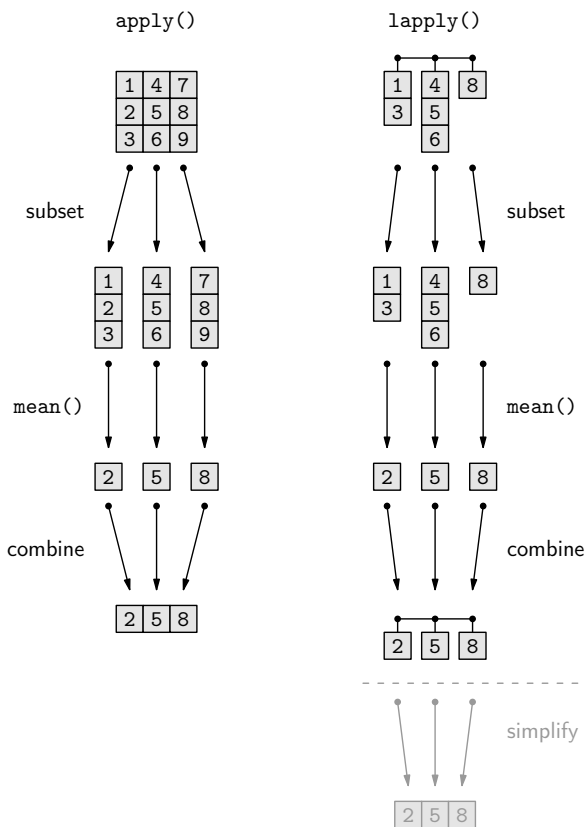 apply() lapply()
1 4 7 1 4 8
2 5 8 3 5
3 6 9 6
subset subset
1 4 7 1 4 8
2 5 8 3 5
3 6 9 6
mean() mean()
2 5 8 2 5 8
combine combine
2 5 8
2 5 8
simplify
2 5 8